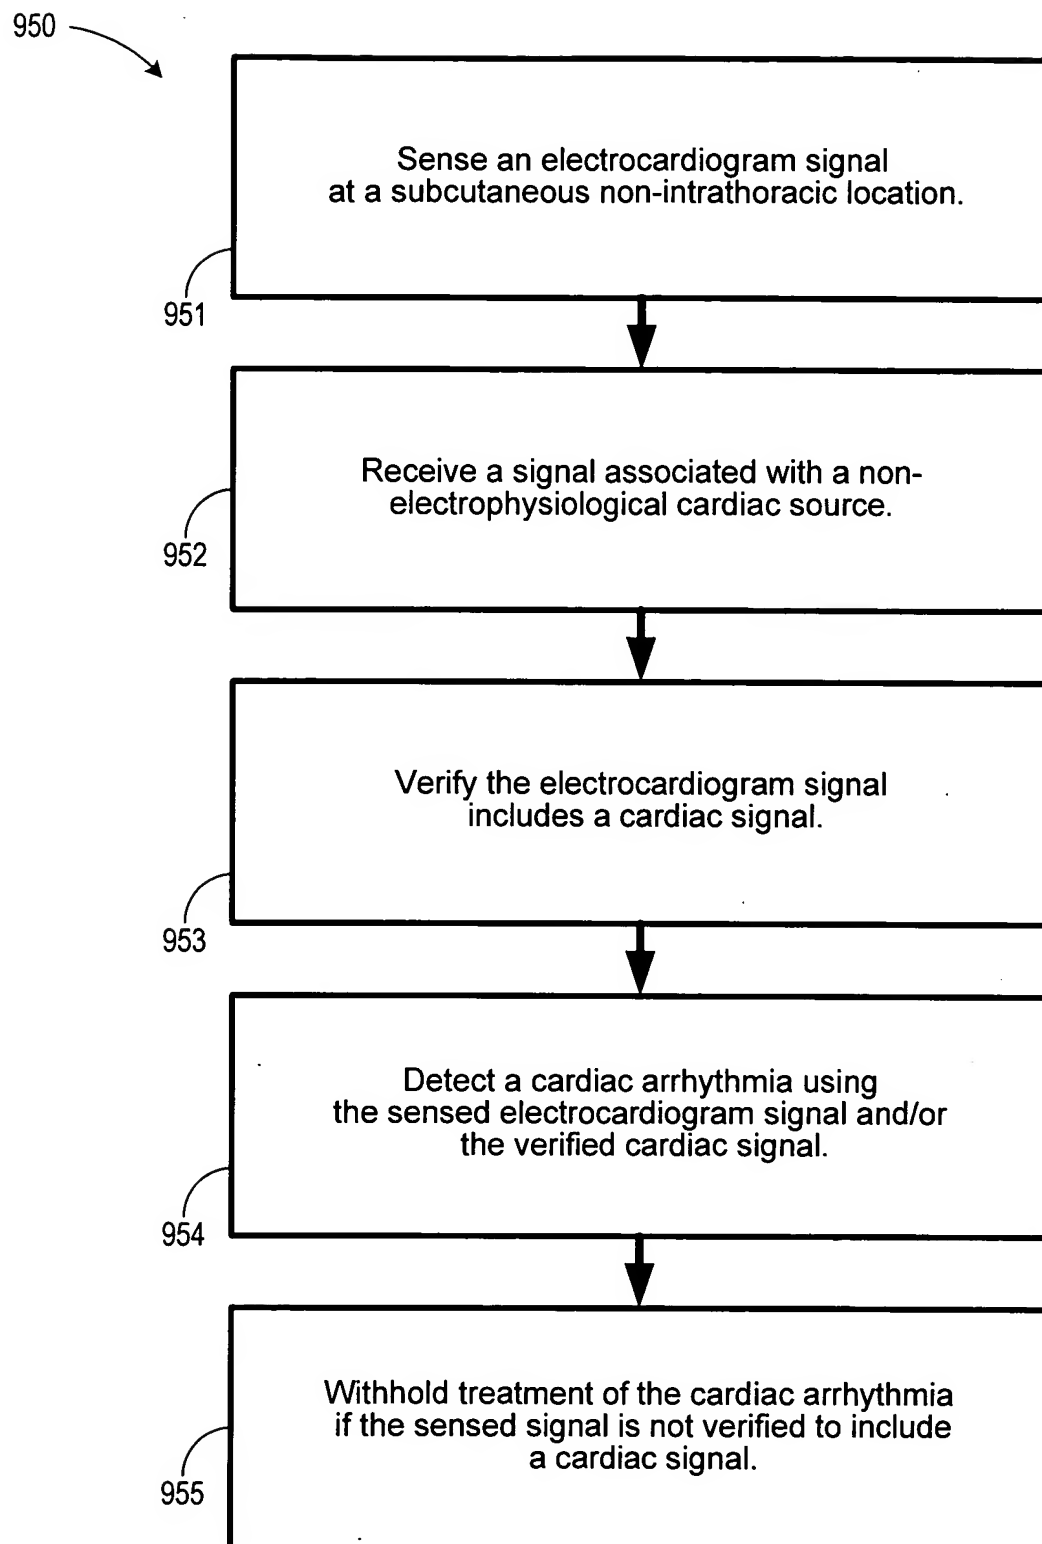 950
Sense an electrocardiogram signal
at a subcutaneous non-intrathoracic location.
951
Receive a signal associated with a non-
electrophysiological cardiac source.
952
Verify the electrocardiogram signal
includes a cardiac signal.
953
Detect a cardiac arrhythmia using
the sensed electrocardiogram signal and/or
the verified cardiac signal.
954
Withhold treatment of the cardiac arrhythmia
if the sensed signal is not verified to include
a cardiac signal.
955